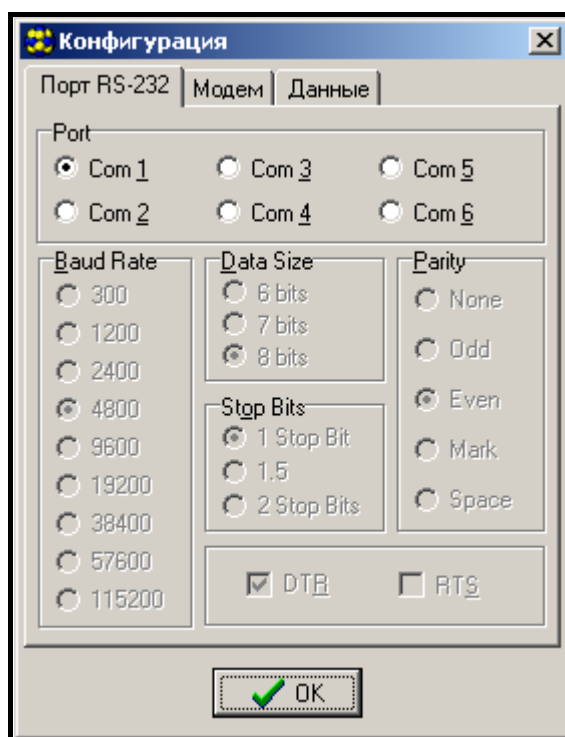 Конфигурация
Порт RS-232 Модем Данные
Port
Com 1 Com 3 Com 5
Com 2 Com 4 Com 6
Baud Rate
300
1200
2400
4800
9600
19200
38400
57600
115200
Data Size
6 bits
7 bits
8 bits
Stop Bits
1 Stop Bit
1.5
2 Stop Bits
Parity
None
Odd
Even
Mark
Space
DTR RTS
OK